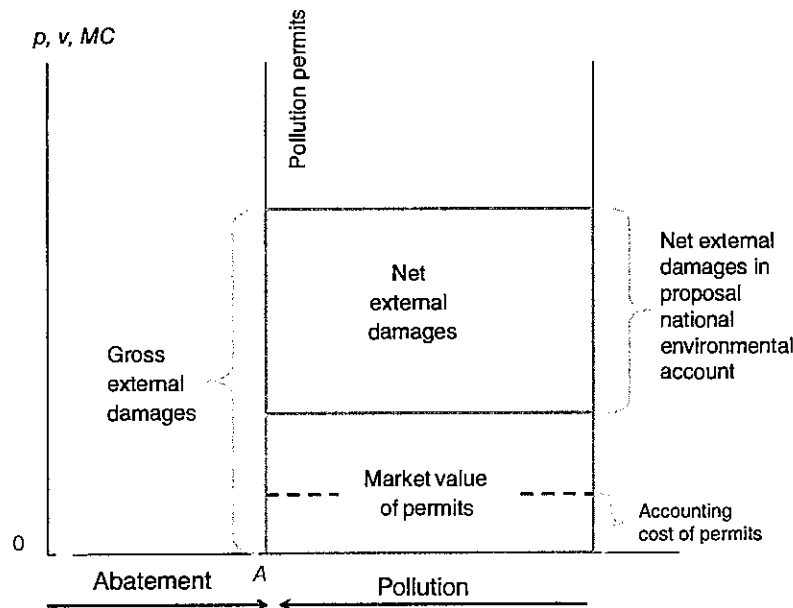 p, v, MC
Pollution permits
Net
external
damages
Gross
external
damages
Net external
damages in
proposal
national
environmental
account
Market value
of permits
Accounting
cost of permits
0
A
Abatement
Pollution